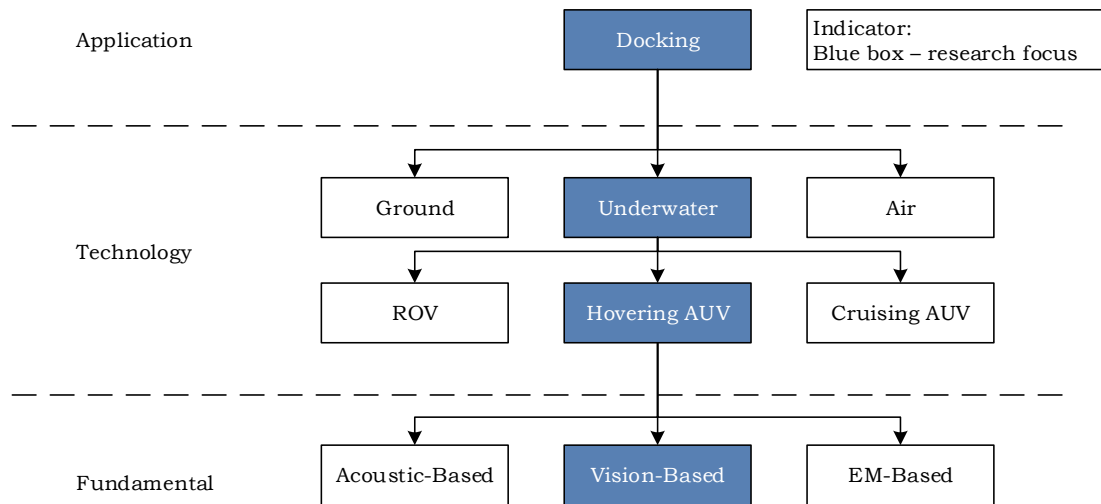 Application
Docking
Indicator:
Blue box – research focus
Technology
Ground
Underwater
Air
ROV
Hovering AUV
Cruising AUV
Fundamental
Acoustic-Based
Vision-Based
EM-Based